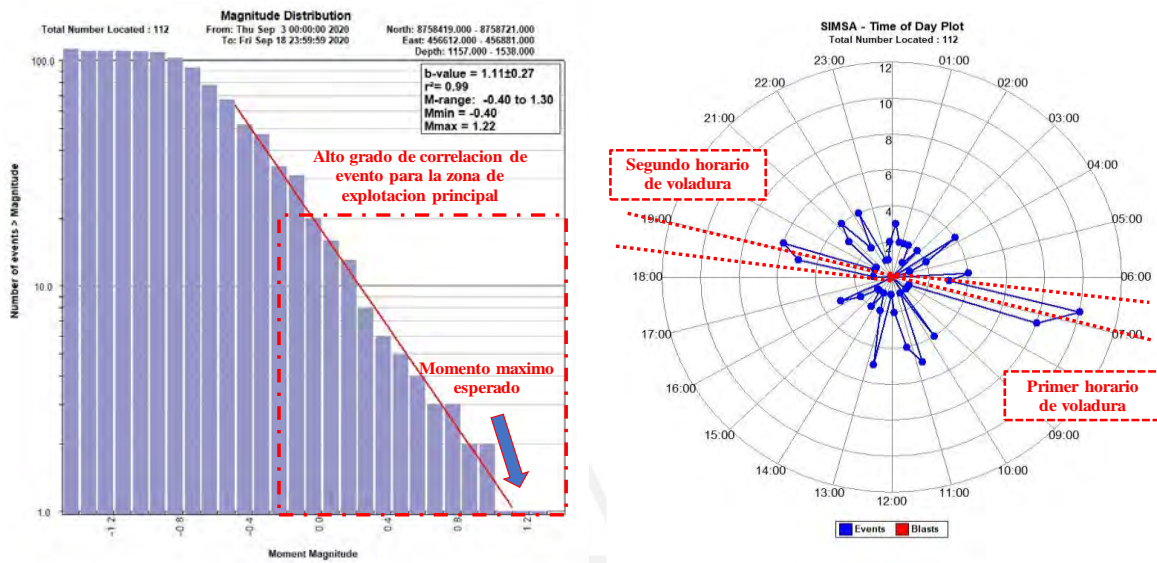 Magnitude Distribution
Total Number Located : 112
From: Thu Sep 3 00:00:00 2020
To: Fri Sep 18 23:59:59 2020
North: 8758419.000 - 8758721.000
East: 456612.000 - 456881.000
Depth: 1157.000 - 1538.000
100.0
10.0
1.0
Number of events > Magnitude
b-value = 1.11±0.27
r²= 0.99
M-range: -0.40 to 1.30
Mmin = -0.40
Mmax = 1.22
Alto grado de correlacion de
evento para la zona de
explotacion principal
Momento maximo
esperado
-1.2
-0.8
-0.4
0.0
0.4
0.8
1.2
Moment Magnitude
SIMSA - Time of Day Plot
Total Number Located : 112
12
10
8
6
4
2
23:00
01:00
22:00
02:00
21:00
03:00
04:00
Segundo horario
de voladura
19:00
05:00
18:00
06:00
17:00
07:00
16:00
Primer horario
de voladura
15:00
09:00
14:00
10:00
13:00
11:00
12:00
Events
Blasts